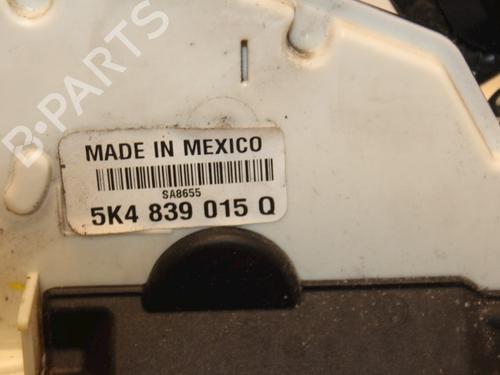 B-PARTS
MADE IN MEXICO
SA8655
5K4 839 015 Q